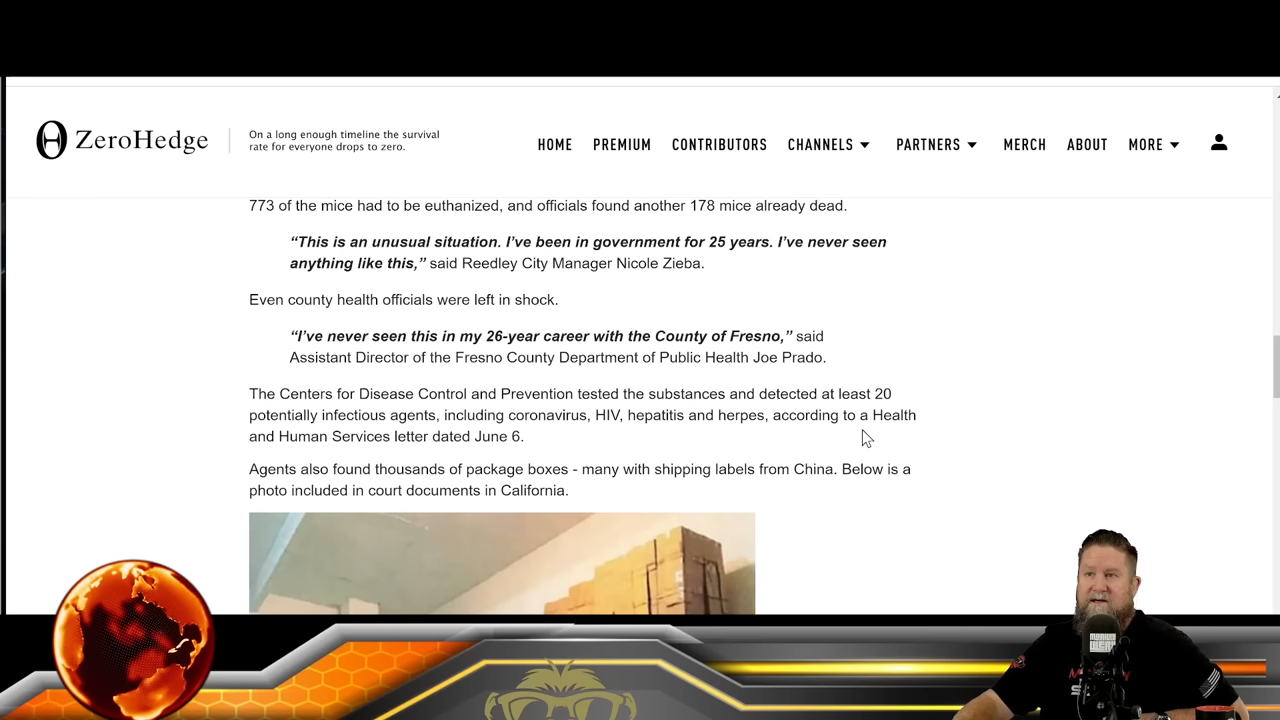 ZeroHedge
On a long enough timeline the survival
rate for everyone drops to zero.
HOME PREMIUM CONTRIBUTORS CHANNELS PARTNERS MERCH ABOUT MORE
773 of the mice had to be euthanized, and officials found another 178 mice already dead.
“This is an unusual situation. I’ve been in government for 25 years. I’ve never seen
anything like this,” said Reedley City Manager Nicole Zieba.
Even county health officials were left in shock.
“I’ve never seen this in my 26-year career with the County of Fresno,” said
Assistant Director of the Fresno County Department of Public Health Joe Prado.
The Centers for Disease Control and Prevention tested the substances and detected at least 20
potentially infectious agents, including coronavirus, HIV, hepatitis and herpes, according to a Health
and Human Services letter dated June 6.
Agents also found thousands of package boxes - many with shipping labels from China. Below is a
photo included in court documents in California.